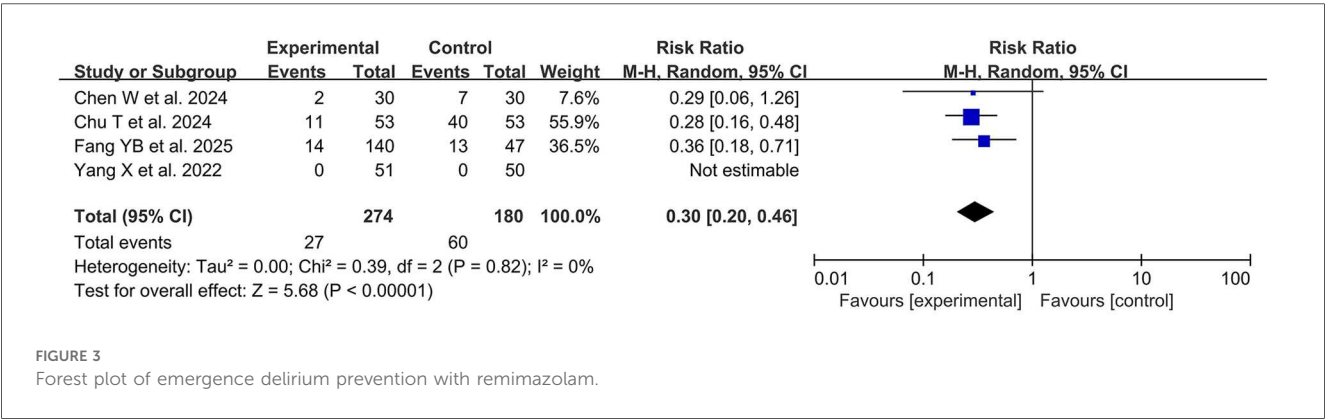 Experimental Control Risk Ratio Risk Ratio
Study or Subgroup Events Total Events Total Weight M-H, Random, 95% CI M-H, Random, 95% CI
Chen W et al. 2024 2 30 7 30 7.6% 0.29 [0.06, 1.26]
Chu T et al. 2024 11 53 40 53 55.9% 0.28 [0.16, 0.48]
Fang YB et al. 2025 14 140 13 47 36.5% 0.36 [0.18, 0.71]
Yang X et al. 2022 0 51 0 50 Not estimable
Total (95% CI) 274 180 100.0% 0.30 [0.20, 0.46]
Total events 27 60
Heterogeneity: Tau² = 0.00; Chi² = 0.39, df = 2 (P = 0.82); I² = 0%
Test for overall effect: Z = 5.68 (P < 0.00001)
0.01 0.1 1 10 100
Favours [experimental] Favours [control]
FIGURE 3
Forest plot of emergence delirium prevention with remimazolam.